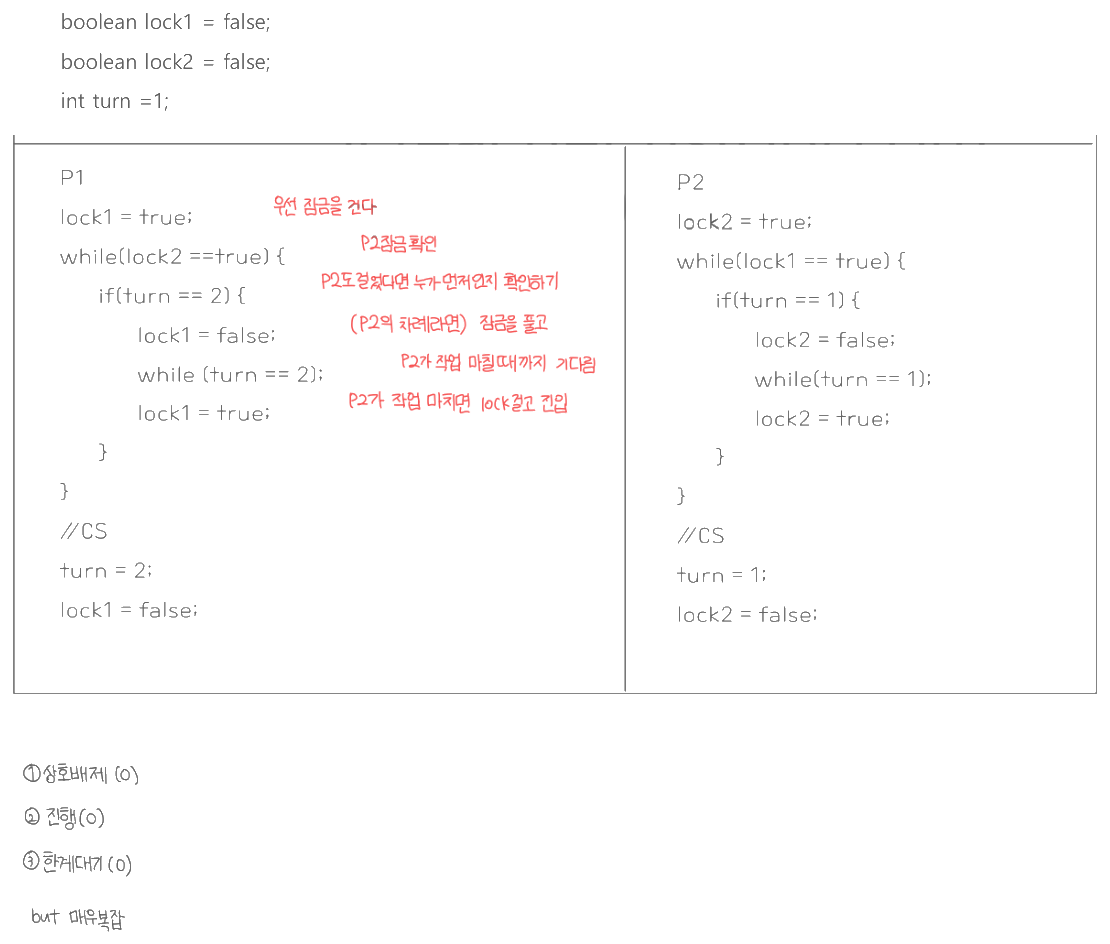 boolean lock1 = false;
boolean lock2 = false;
int turn =1;
P1
lock1 = true;
우선 잠금을 건다
while(lock2 ==true) {
P2잠금 확인
if(turn == 2) {
P2도 걸었다면 누가 먼저인지 확인하기
lock1 = false;
(P2의 차례라면) 잠금을 풀고
while (turn == 2);
P2가 작업 마칠때까지 기다림
lock1 = true;
P2가 작업 마치면 lock걸고 진입
}
}
//CS
turn = 2;
lock1 = false;
P2
lock2 = true;
while(lock1 == true) {
if(turn == 1) {
lock2 = false;
while(turn == 1);
lock2 = true;
}
}
//CS
turn = 1;
lock2 = false;
①상호배제 (O)
② 진행(O)
③한계대기 (O)
but 매우복잡